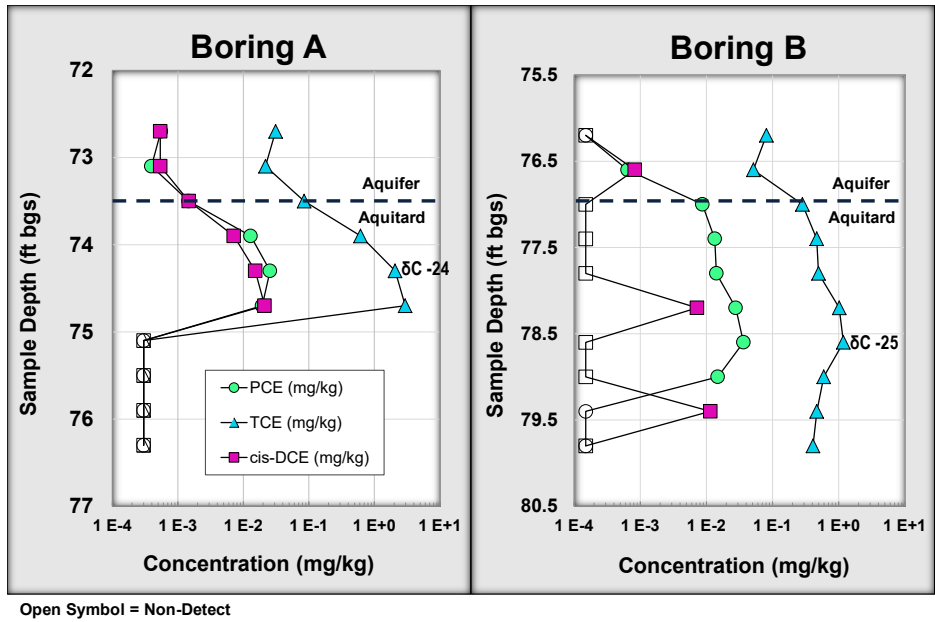 Boring A
72
73
74
75
76
77
Sample Depth (ft bgs)
Aquifer
Aquitard
δC -24
PCE (mg/kg)
TCE (mg/kg)
cis-DCE (mg/kg)
1 E-4 1 E-3 1 E-2 1 E-1 1 E+0 1 E+1
Concentration (mg/kg)
Boring B
75.5
76.5
77.5
78.5
79.5
80.5
Sample Depth (ft bgs)
Aquifer
Aquitard
δC -25
1 E-4 1 E-3 1 E-2 1 E-1 1 E+0 1 E+1
Concentration (mg/kg)
Open Symbol = Non-Detect